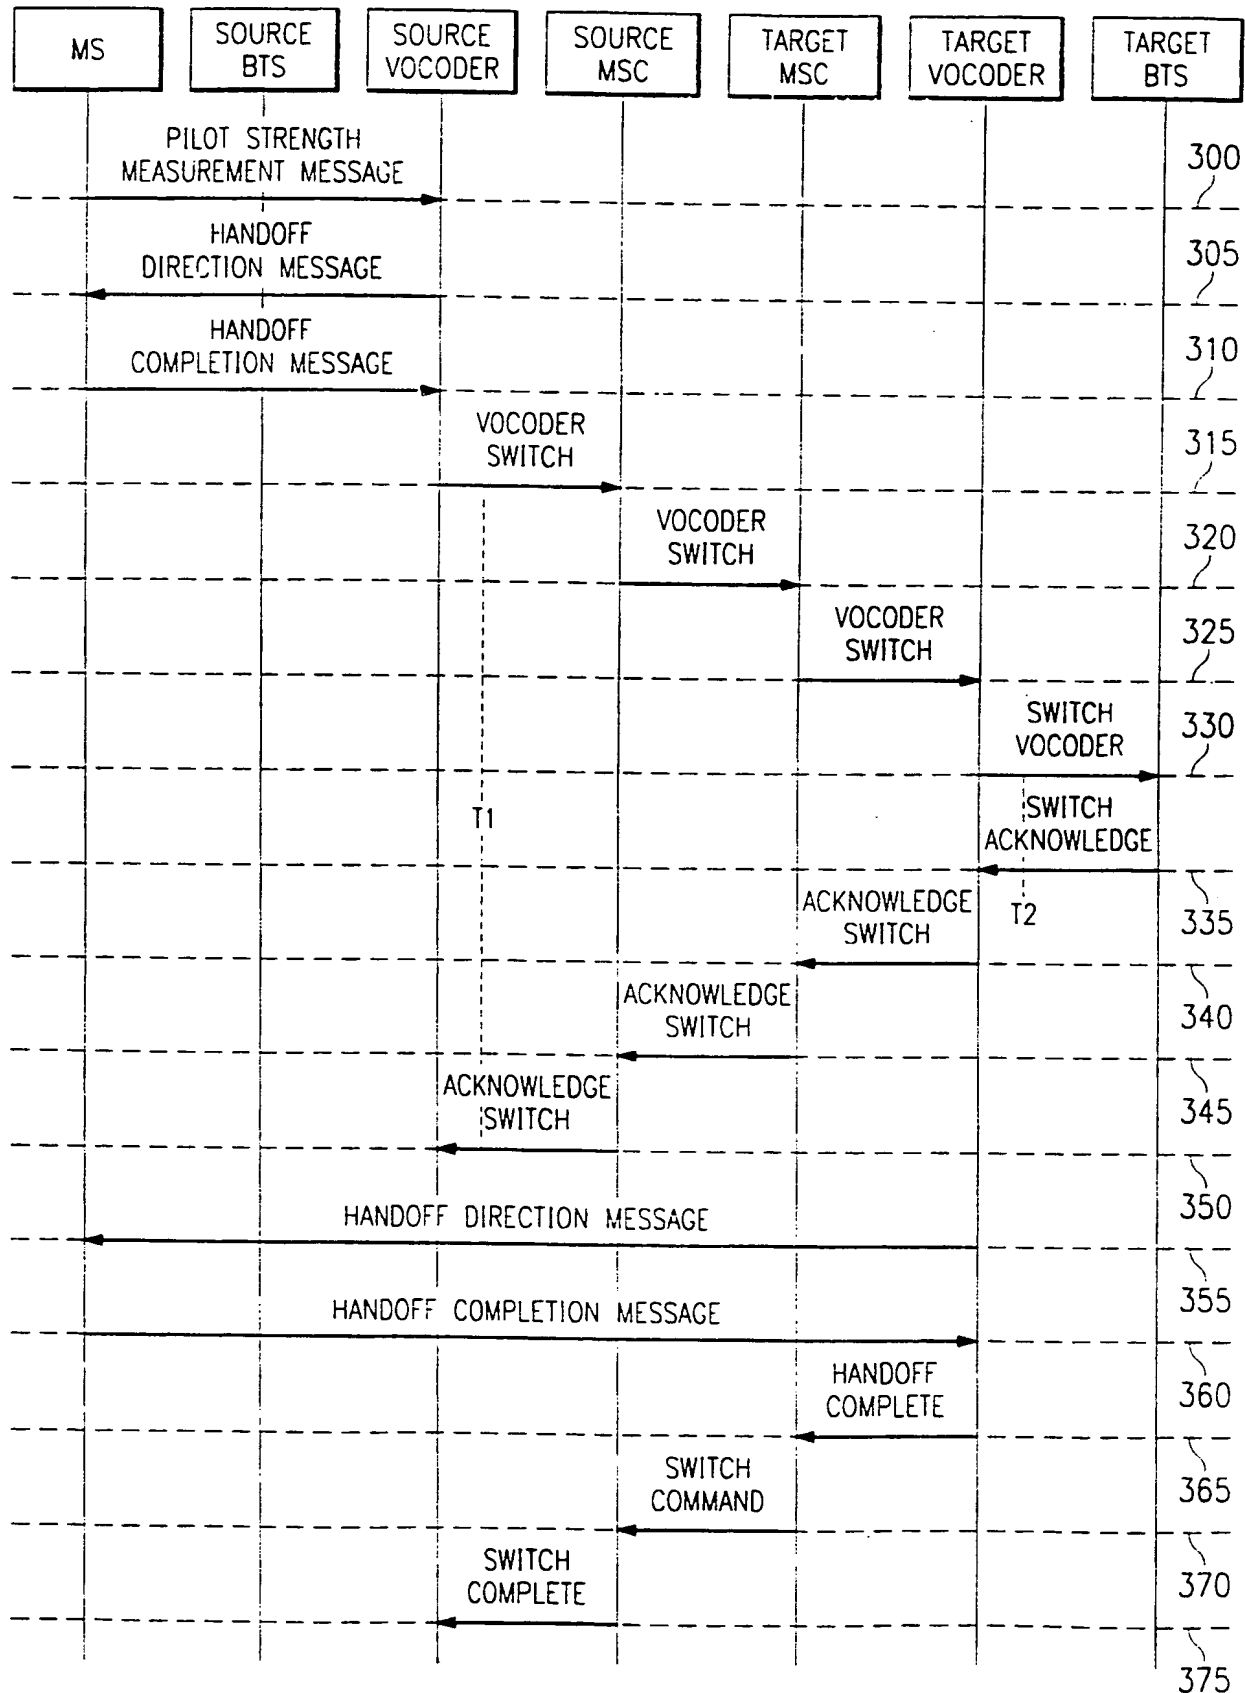 MS
SOURCE
BTS
SOURCE
VOCODER
SOURCE
MSC
TARGET
MSC
TARGET
VOCODER
TARGET
BTS
PILOT STRENGTH
MEASUREMENT MESSAGE
300
HANDOFF
DIRECTION MESSAGE
305
HANDOFF
COMPLETION MESSAGE
310
VOCODER
SWITCH
315
VOCODER
SWITCH
320
VOCODER
SWITCH
325
SWITCH
VOCODER
330
T1
SWITCH
ACKNOWLEDGE
335
T2
ACKNOWLEDGE
SWITCH
340
ACKNOWLEDGE
SWITCH
345
ACKNOWLEDGE
SWITCH
350
HANDOFF DIRECTION MESSAGE
355
HANDOFF COMPLETION MESSAGE
360
HANDOFF
COMPLETE
365
SWITCH
COMMAND
370
SWITCH
COMPLETE
375